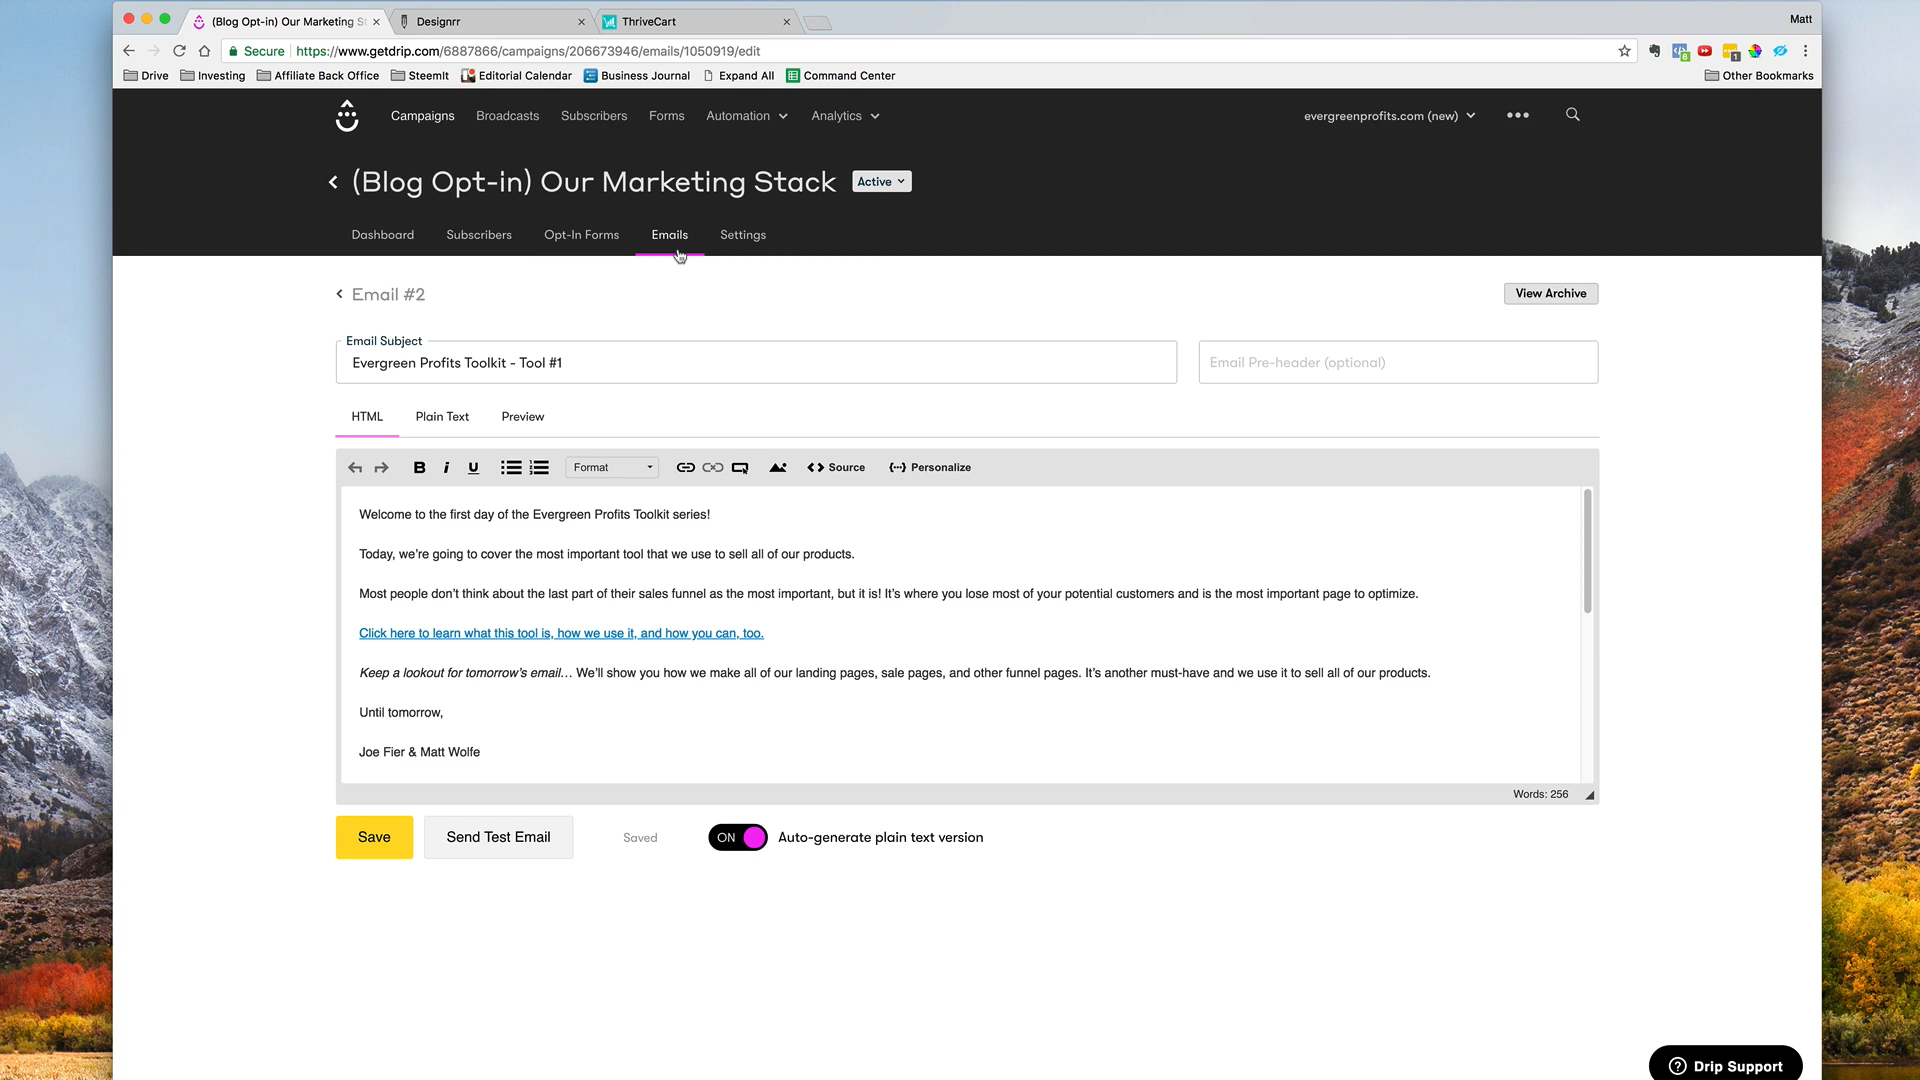 (Blog Opt-in) Our Marketing St
Designrr
ThriveCart
Matt
Secure
https://www.getdrip.com/6887866/campaigns/206673946/emails/1050919/edit
Drive
Investing
Affiliate Back Office
SteemIt
Editorial Calendar
Business Journal
Expand All
Command Center
Other Bookmarks
Campaigns
Broadcasts
Subscribers
Forms
Automation
Analytics
evergreenprofits.com (new)
(Blog Opt-in) Our Marketing Stack
Active
Dashboard
Subscribers
Opt-In Forms
Emails
Settings
Email #2
View Archive
Email Subject
Evergreen Profits Toolkit - Tool #1
Email Pre-header (optional)
HTML
Plain Text
Preview
B
i
U
Format
Source
Personalize
Welcome to the first day of the Evergreen Profits Toolkit series!
Today, we're going to cover the most important tool that we use to sell all of our products.
Most people don't think about the last part of their sales funnel as the most important, but it is! It's where you lose most of your potential customers and is the most important page to optimize.
Click here to learn what this tool is, how we use it, and how you can, too.
Keep a lookout for tomorrow's email… We'll show you how we make all of our landing pages, sale pages, and other funnel pages. It's another must-have and we use it to sell all of our products.
Until tomorrow,
Joe Fier & Matt Wolfe
Words: 256
Save
Send Test Email
Saved
ON
Auto-generate plain text version
Drip Support